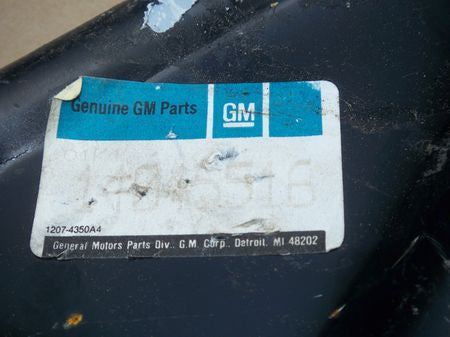 Genuine GM Parts
GM
1207-4350A4
General Motors Parts Div., G.M. Corp., Detroit, MI 48202